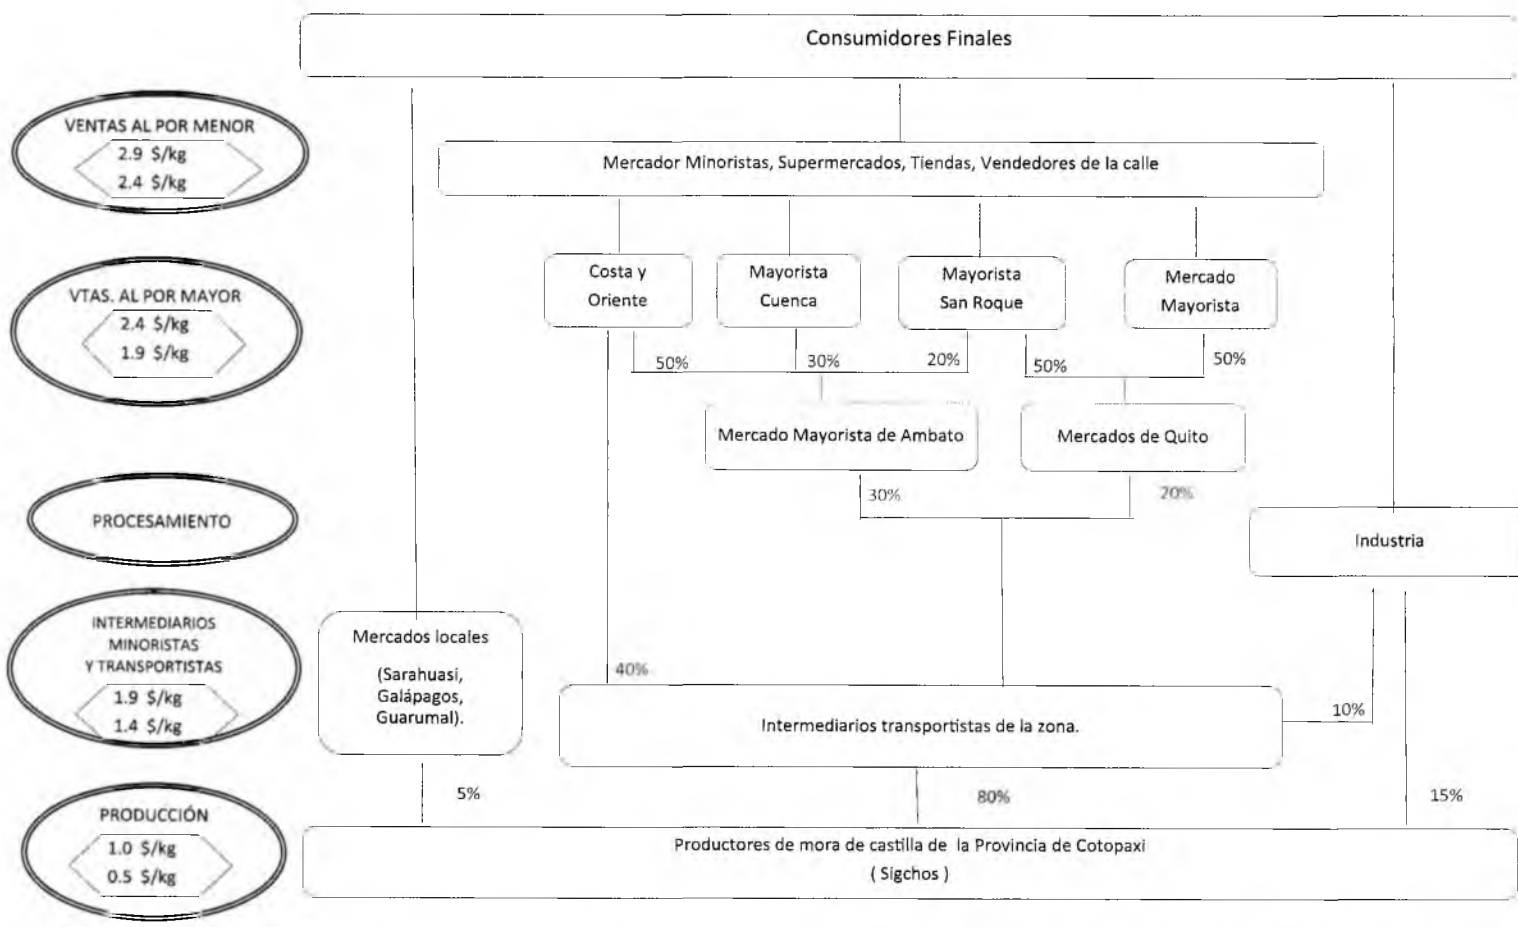 Consumidores Finales
VENTAS AL POR MENOR
2.9 $/kg
2.4 $/kg
Mercador Minoristas, Supermercados, Tiendas, Vendedores de la calle
VTAS. AL POR MAYOR
2.4 $/kg
1.9 $/kg
Costa y
Oriente
Mayorista
Cuenca
Mayorista
San Roque
Mercado
Mayorista
50%
30%
20%
50%
50%
Mercado Mayorista de Ambato
Mercados de Quito
30%
20%
PROCESAMIENTO
Industria
INTERMEDIARIOS
MINORISTAS
Y TRANSPORTISTAS
1.9 $/kg
1.4 $/kg
Mercados locales
(Sarahuasi,
Galápagos,
Guarumal).
40%
Intermediarios transportistas de la zona.
10%
5%
80%
15%
PRODUCCIÓN
1.0 $/kg
0.5 $/kg
Productores de mora de castilla de la Provincia de Cotopaxi
( Sigchos )